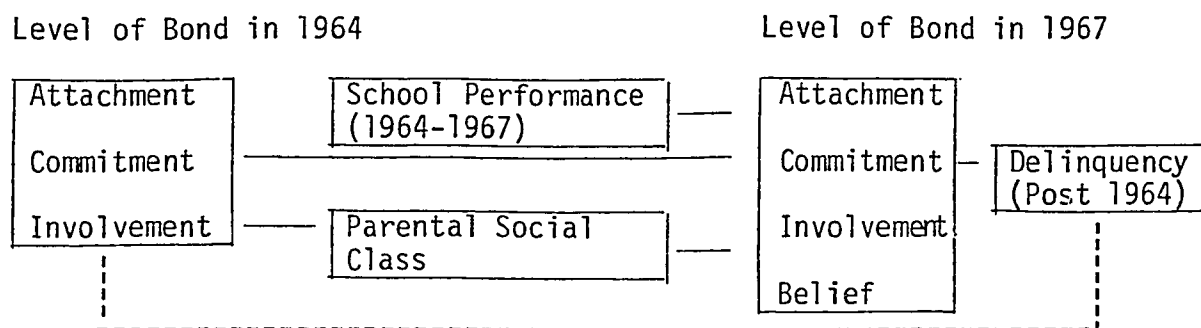 Level of Bond in 1964
Level of Bond in 1967
Attachment
Commitment
Involvement
School Performance
(1964-1967)
Parental Social
Class
Attachment
Commitment
Involvement
Belief
Delinquency
(Post 1964)